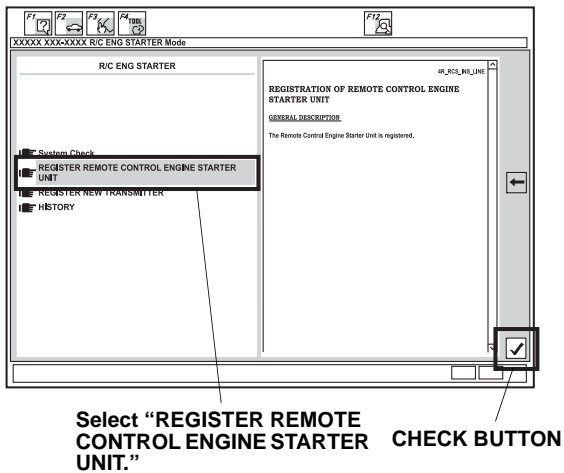 F1
F2
F3
F4
TOOL
F12
XXXXX XXX-XXXX R/C ENG STARTER Mode
R/C ENG STARTER
System Check
REGISTER REMOTE CONTROL ENGINE STARTER
UNIT
REGISTER NEW TRANSMITTER
HISTORY
4R_RCS_INS_LINE
REGISTRATION OF REMOTE CONTROL ENGINE
STARTER UNIT
GENERAL DESCRIPTION
The Remote Control Engine Starter Unit is registered.
Select “REGISTER REMOTE
CONTROL ENGINE STARTER
UNIT.”
CHECK BUTTON